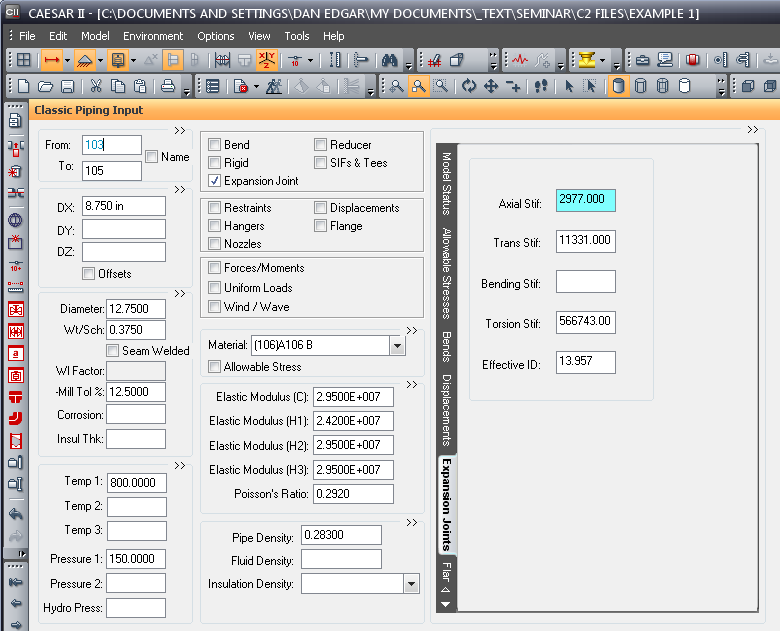 CAESAR II - [C:\DOCUMENTS AND SETTINGS\DAN EDGAR\MY DOCUMENTS\_TEXT\SEMINAR\C2 FILES\EXAMPLE 1]
File Edit Model Environment Options View Tools Help
Classic Piping Input
From: 103
To: 105
Name
DX: 8.750 in
DY:
DZ:
Offsets
Diameter: 12.7500
Wt/Sch: 0.3750
Seam Welded
WI Factor:
-Mill Tol %: 12.5000
Corrosion:
Insul Thk:
Temp 1: 800.0000
Temp 2:
Temp 3:
Pressure 1: 150.0000
Pressure 2:
Hydro Press:
Bend Reducer
Rigid SIFs & Tees
Expansion Joint
Restraints Displacements
Hangers Flange
Nozzles
Forces/Moments
Uniform Loads
Wind / Wave
Material: (106)A106 B
Allowable Stress
Elastic Modulus (C): 2.9500E+007
Elastic Modulus (H1): 2.4200E+007
Elastic Modulus (H2): 2.9500E+007
Elastic Modulus (H3): 2.9500E+007
Poisson's Ratio: 0.2920
Pipe Density: 0.28300
Fluid Density:
Insulation Density:
Model Status
Allowable Stresses
Bends
Displacements
Expansion Joints
Flar
Axial Stif: 2977.000
Trans Stif: 11331.000
Bending Stif:
Torsion Stif: 566743.00
Effective ID: 13.957